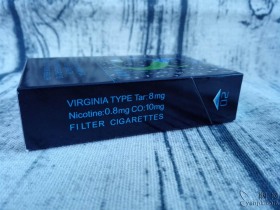 VIRGINIA TYPE Tar: 8mg
Nicotine:0.8mg CO:10mg
FILTER CIGARETTES